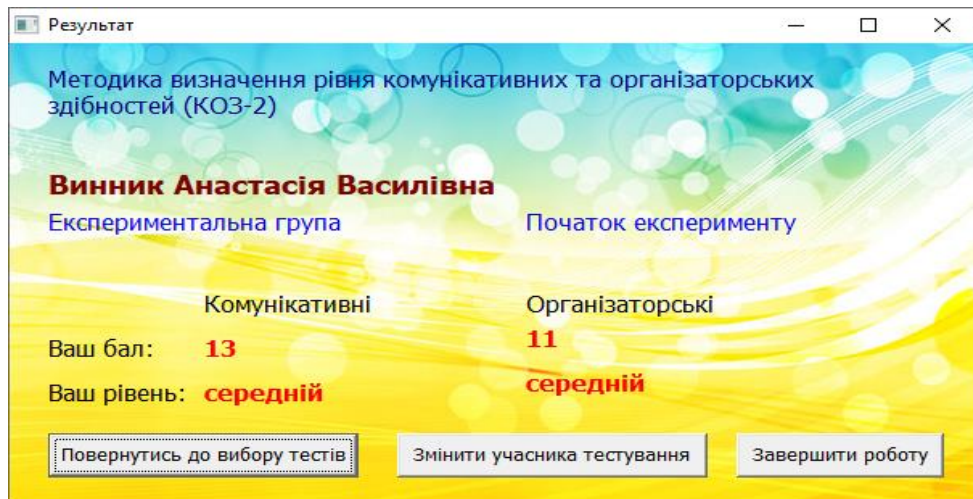 Результат
Методика визначення рівня комунікативних та організаторських
здібностей (КОЗ-2)
Винник Анастасія Василівна
Експериментальна група
Початок експерименту
Комунікативні
Організаторські
Ваш бал: 13
11
Ваш рівень: середній
середній
Повернутись до вибору тестів
Змінити учасника тестування
Завершити роботу